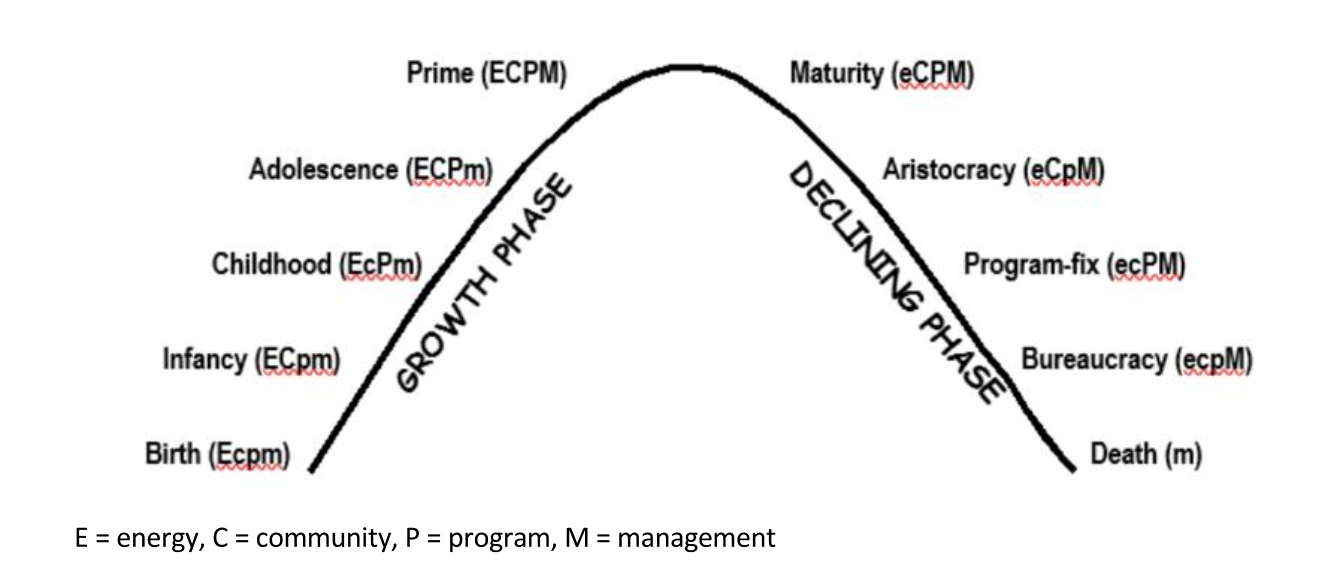 Prime (ECPM)
Maturity (eCPM)
Adolescence (ECPm)
Aristocracy (eCpM)
Childhood (EcPm)
GROWTH PHASE
DECLINING PHASE
Program-fix (ecPM)
Infancy (ECpm)
Bureaucracy (ecpM)
Birth (Ecpm)
Death (m)
E = energy, C = community, P = program, M = management